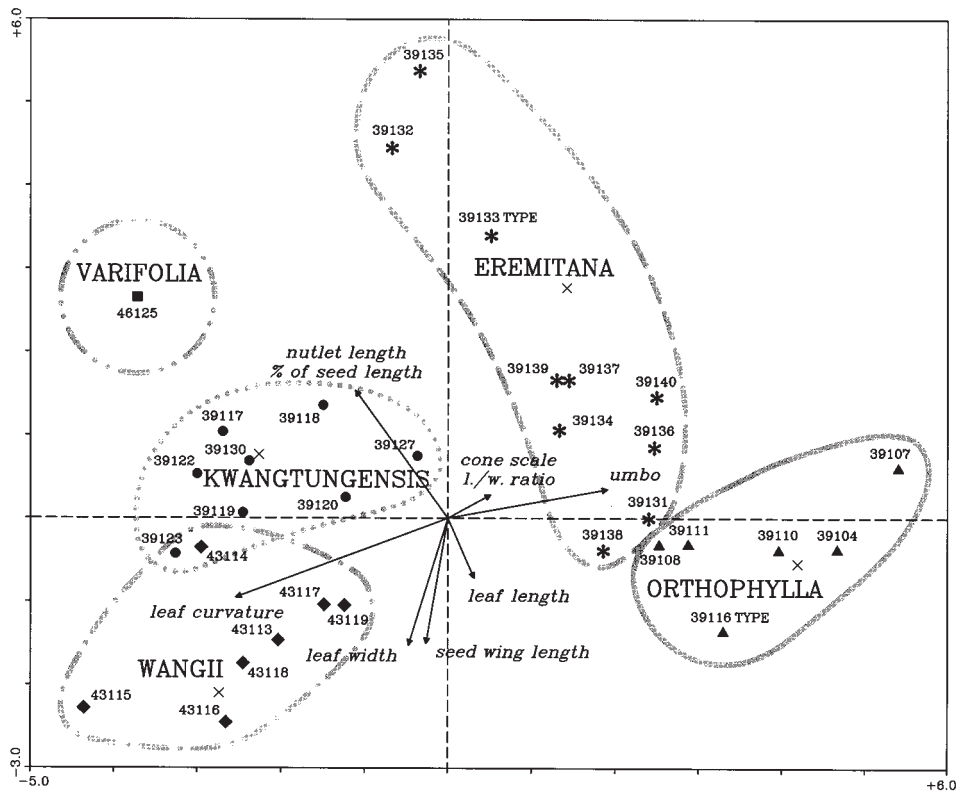 +6.0
39135
39132
39133 TYPE
EREMITANA
VARIFOLIA
46125
nutlet length
% of seed length
39139
39137
39140
39118
39117
39134
39136
39130
39127
39122
KWANGTUNGENSIS
cone scale
l./w. ratio
umbo
39107
39119
39120
39131
39123
43114
39138
39108
39111
39110
39104
ORTHOPHYLLA
leaf curvature
43117
43119
leaf length
39116 TYPE
43113
leaf width
seed wing length
WANGII
43118
43115
43116
-3.0
-5.0
+6.0